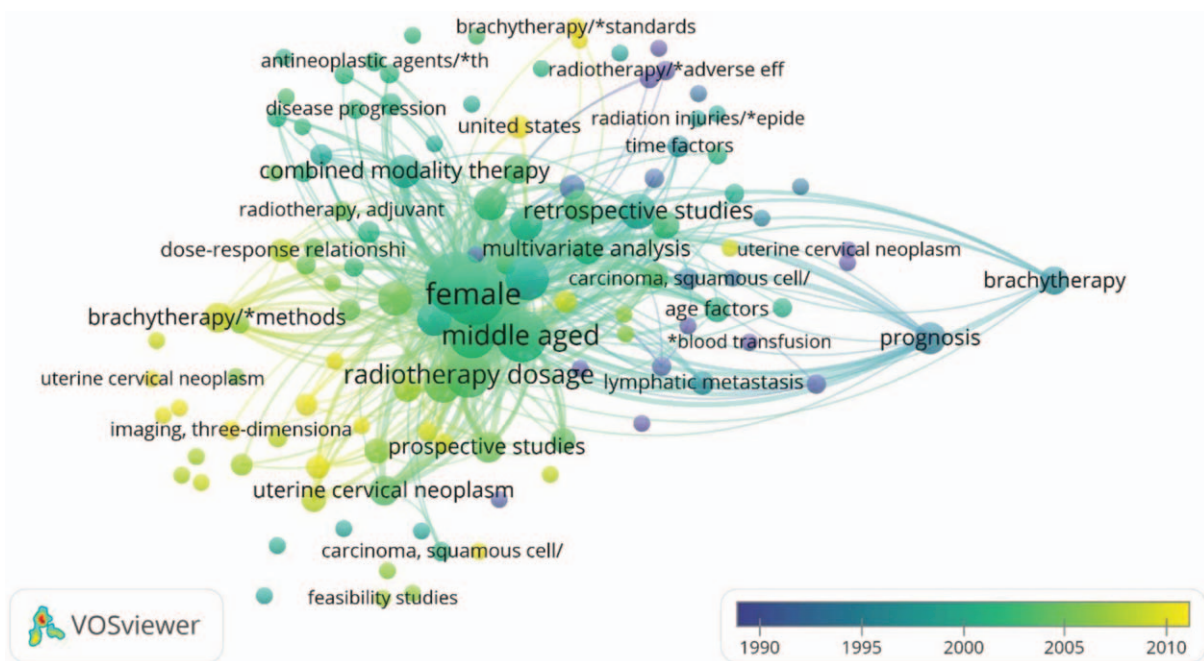 brachytherapy/*standards
antineoplastic agents/*th
radiotherapy/*adverse eff
disease progression
united states
radiation injuries/*epide
time factors
combined modality therapy
radiotherapy, adjuvant
retrospective studies
dose-response relationshi
multivariate analysis
uterine cervical neoplasm
carcinoma, squamous cell/
brachytherapy
female
age factors
brachytherapy/*methods
middle aged
*blood transfusion
prognosis
uterine cervical neoplasm
radiotherapy dosage
lymphatic metastasis
imaging, three-dimensiona
prospective studies
uterine cervical neoplasm
carcinoma, squamous cell/
feasibility studies
VOSviewer
1990 1995 2000 2005 2010